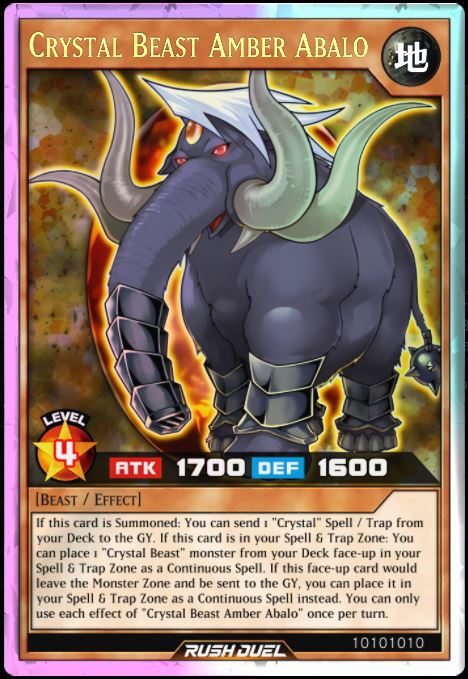 CRYSTAL BEAST AMBER ABALO
地
LEVEL
4
ATK 1700 DEF 1600
[BEAST / EFFECT]
If this card is Summoned: You can send 1 "Crystal" Spell / Trap from
your Deck to the GY. If this card is in your Spell & Trap Zone: You
can place 1 "Crystal Beast" monster from your Deck face-up in your
Spell & Trap Zone as a Continuous Spell. If this face-up card would
leave the Monster Zone and be sent to the GY, you can place it in
your Spell & Trap Zone as a Continuous Spell instead. You can only
use each effect of "Crystal Beast Amber Abalo" once per turn.
10101010
RUSH DUEL